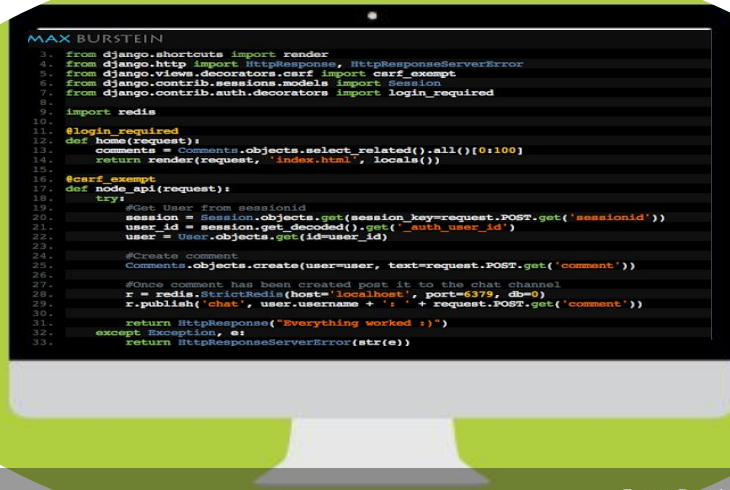 MAX BURSTEIN
3. from django.shortcuts import render
4. from django.http import HttpResponse, HttpResponseServerError
5. from django.views.decorators.csrf import csrf_exempt
6. from django.contrib.sessions.models import Session
7. from django.contrib.auth.decorators import login_required
8.
9. import redis
10.
11. @login_required
12. def home(request):
13.     comments = Comments.objects.select_related().all()[0:100]
14.     return render(request, 'index.html', locals())
15.
16. @csrf_exempt
17. def node_api(request):
18.     try:
19.         #Get User from sessionid
20.         session = Session.objects.get(session_key=request.POST.get('sessionid'))
21.         user_id = session.get_decoded().get('_auth_user_id')
22.         user = User.objects.get(id=user_id)
23.
24.         #Create comment
25.         Comments.objects.create(user=user, text=request.POST.get('comment'))
26.
27.         #Once comment has been created post it to the chat channel
28.         r = redis.StrictRedis(host='localhost', port=6379, db=0)
29.         r.publish('chat', user.username + ': ' + request.POST.get('comment'))
30.
31.         return HttpResponse("Everything worked :)")
32.     except Exception, e:
33.         return HttpResponseServerError(str(e))